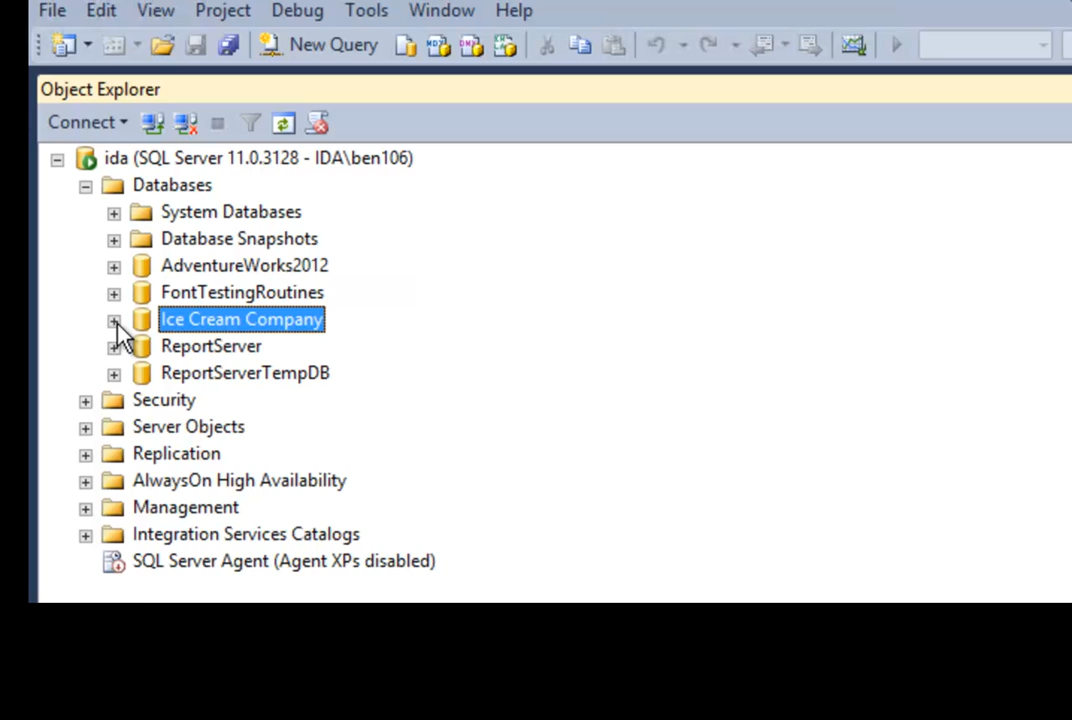 File Edit View Project Debug Tools Window Help
New Query
Object Explorer
Connect
ida (SQL Server 11.0.3128 - IDA\ben106)
Databases
System Databases
Database Snapshots
AdventureWorks2012
FontTestingRoutines
Ice Cream Company
ReportServer
ReportServerTempDB
Security
Server Objects
Replication
AlwaysOn High Availability
Management
Integration Services Catalogs
SQL Server Agent (Agent XPs disabled)